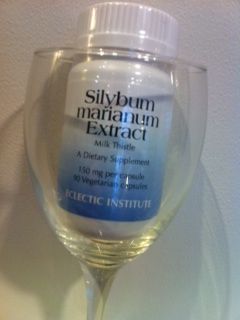 Silybum
marianum
Extract
Milk Thistle
A Dietary Supplement
150 mg per capsule
90 Vegetarian capsules
ECLECTIC INSTITUTE